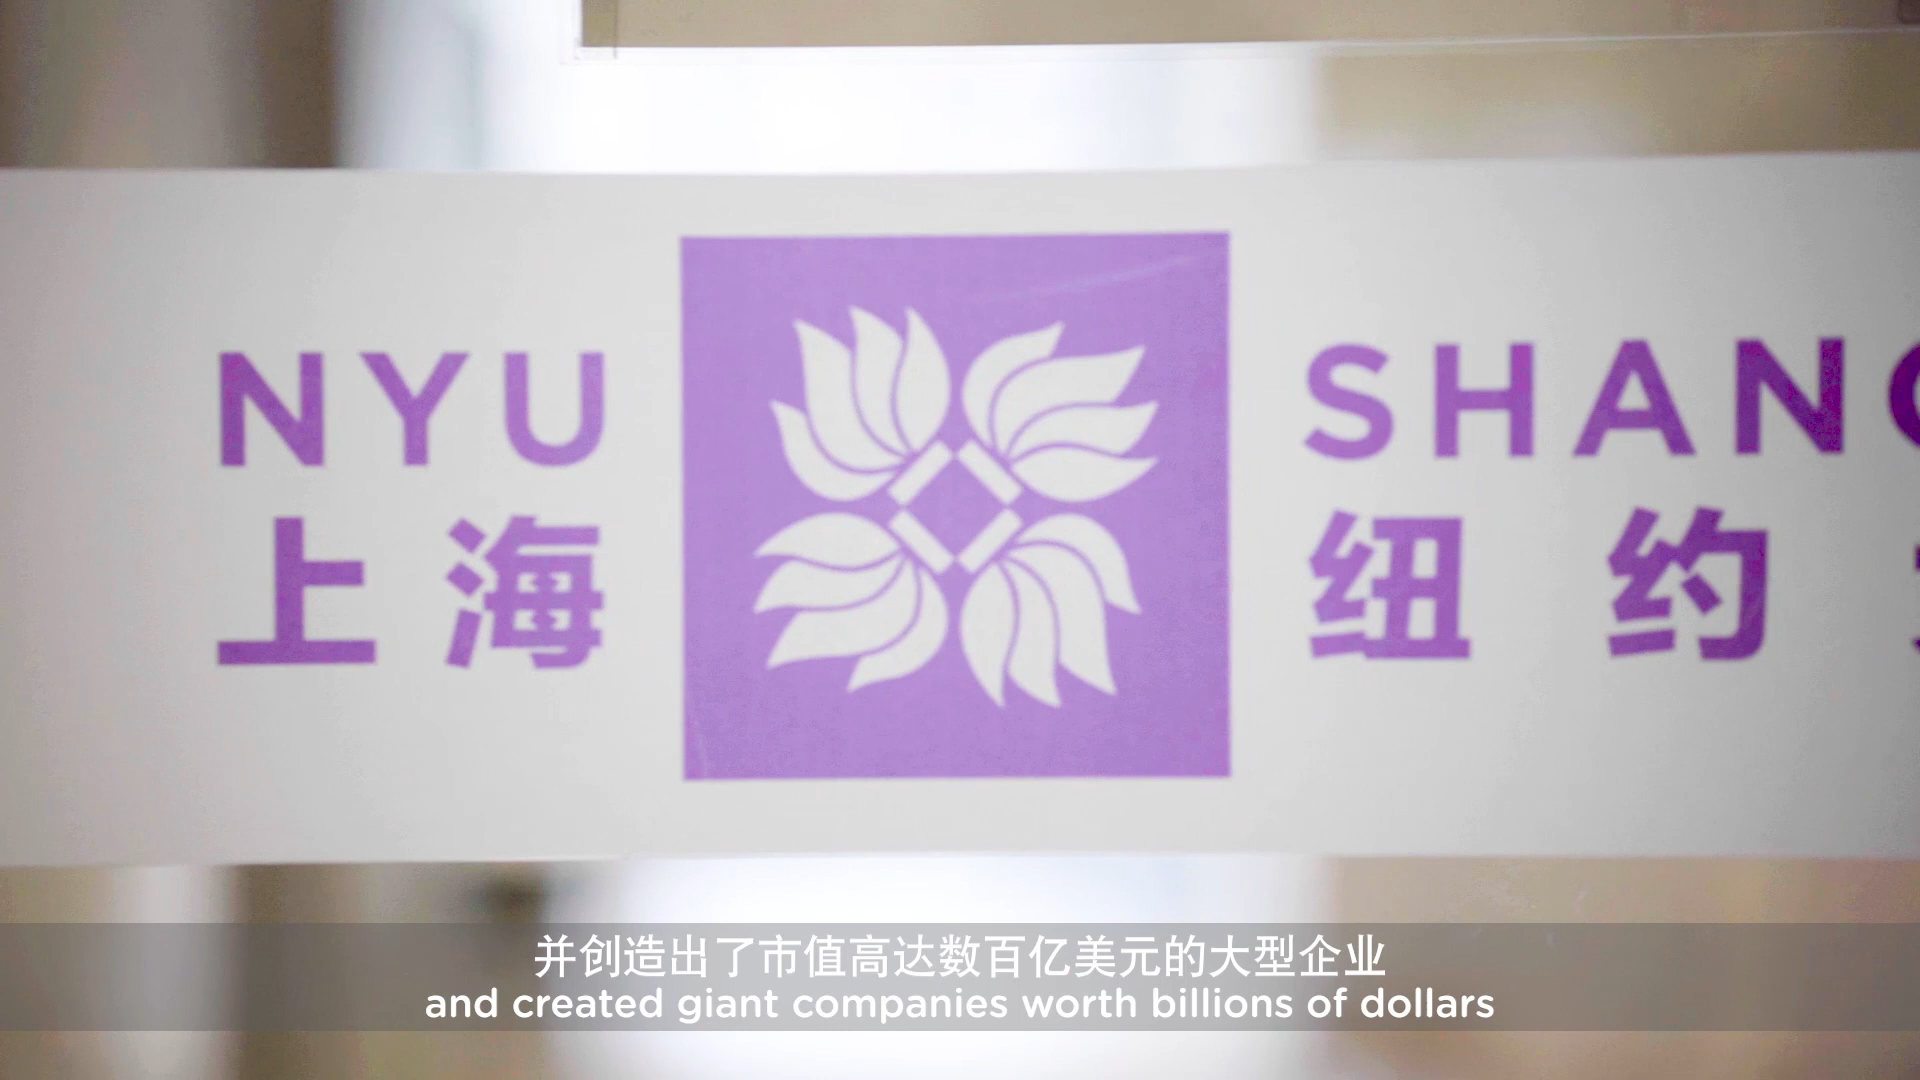 NYU SHANG
上海 纽约
并创造出了市值高达数百亿美元的大型企业
and created giant companies worth billions of dollars